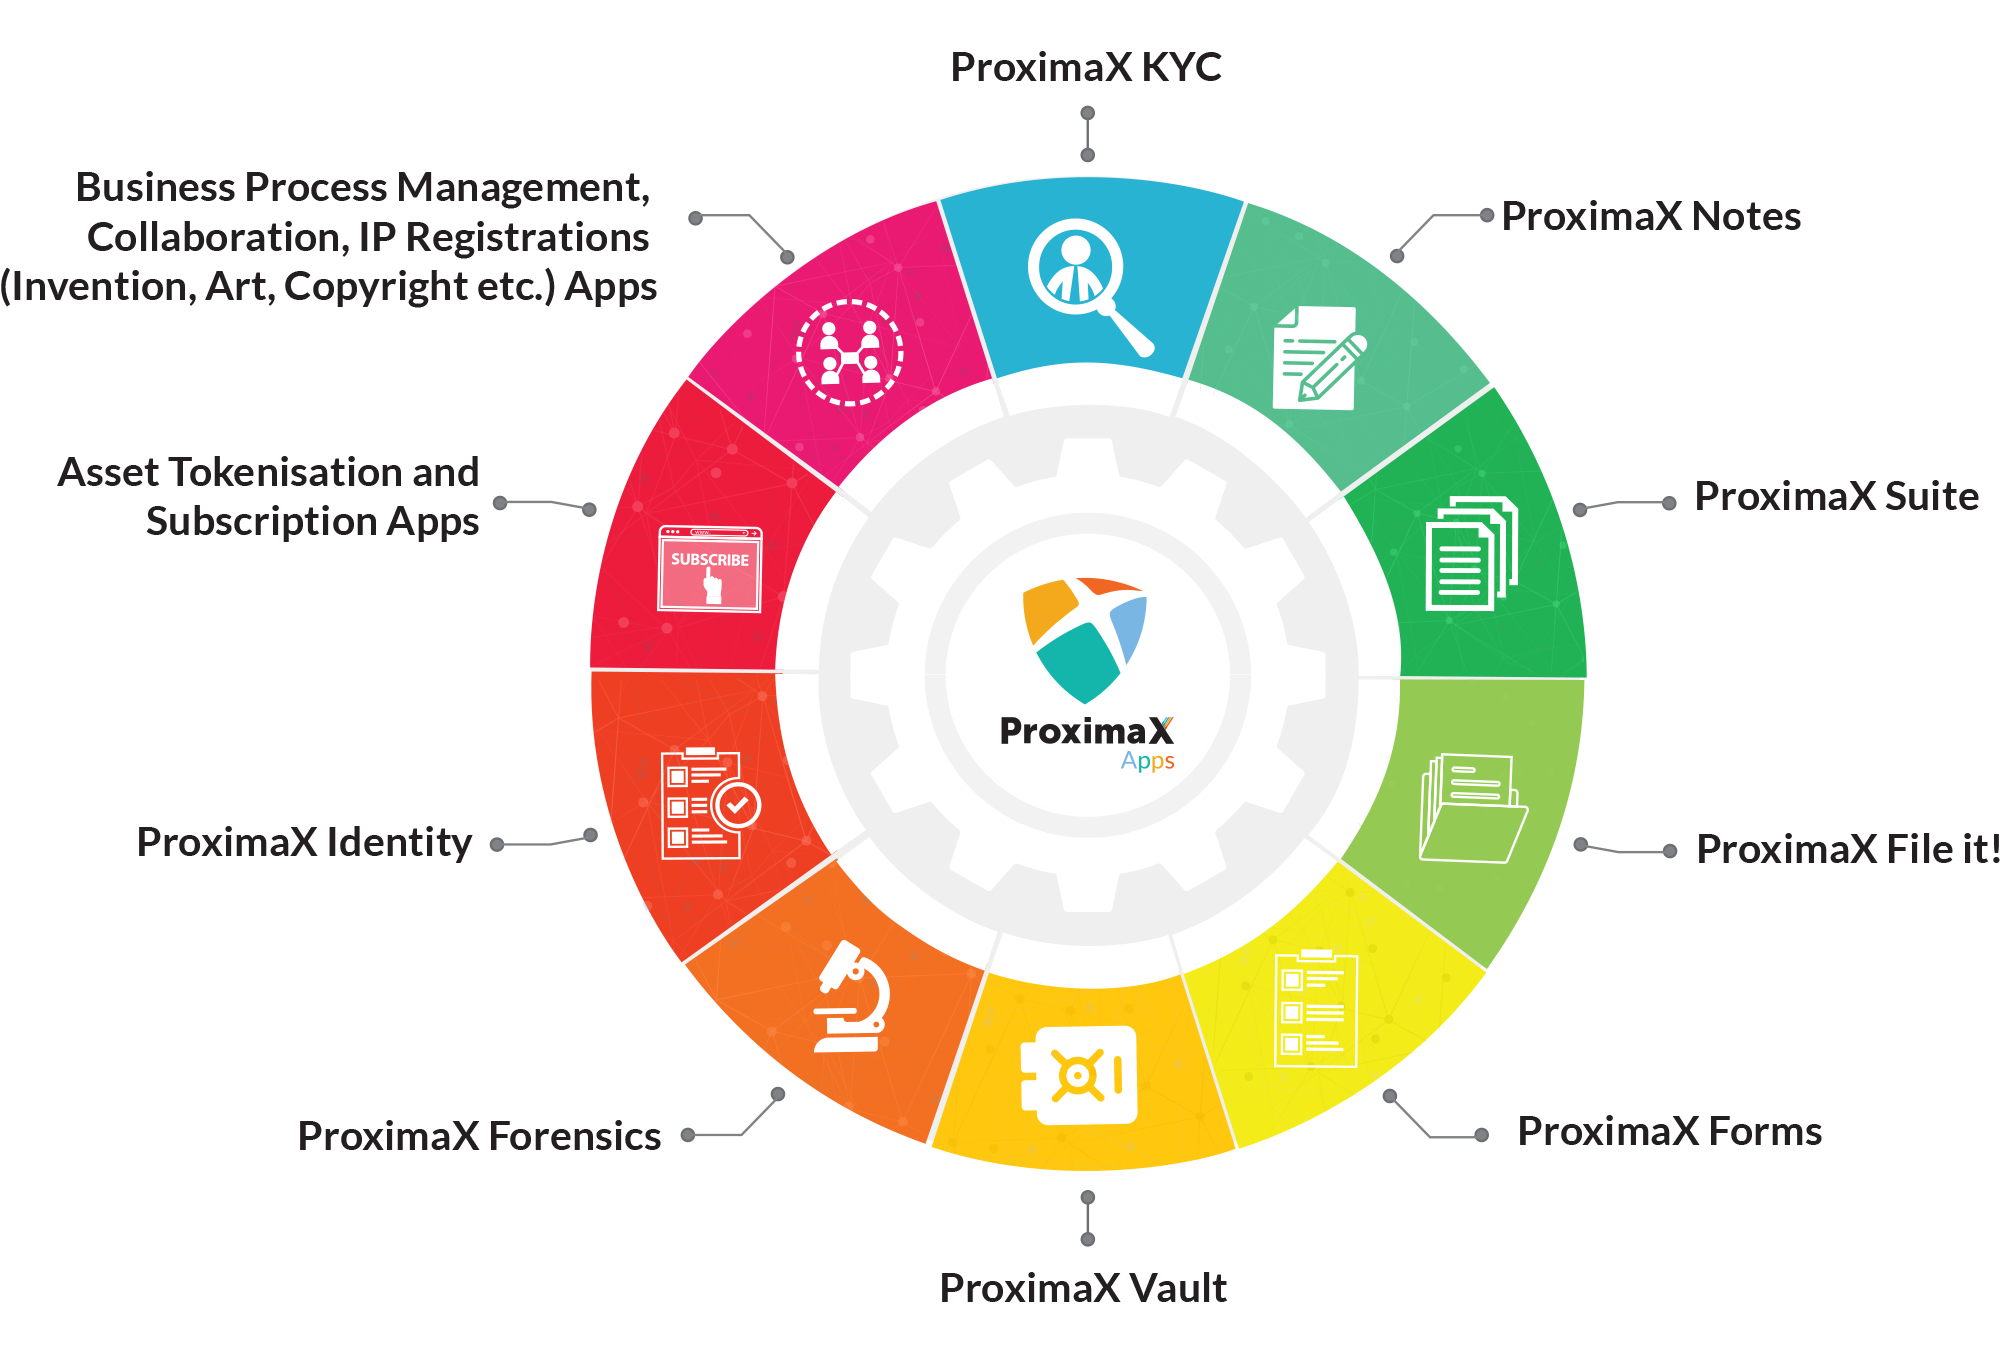 ProximaX KYC
Business Process Management,
Collaboration, IP Registrations
(Invention, Art, Copyright etc.) Apps
ProximaX Notes
Asset Tokenisation and
Subscription Apps
ProximaX Suite
www.
SUBSCRIBE
ProximaX
Apps
ProximaX Identity
ProximaX File it!
ProximaX Forensics
ProximaX Forms
ProximaX Vault